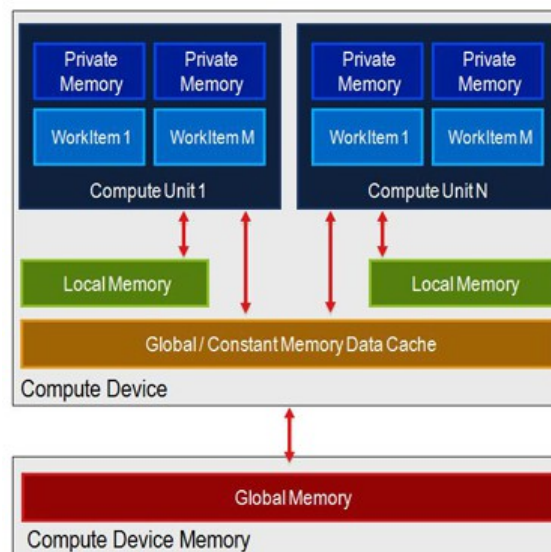 Private
Memory
Private
Memory
Private
Memory
Private
Memory
WorkItem 1
WorkItem M
WorkItem 1
WorkItem M
Compute Unit 1
Compute Unit N
Local Memory
Local Memory
Global / Constant Memory Data Cache
Compute Device
Global Memory
Compute Device Memory